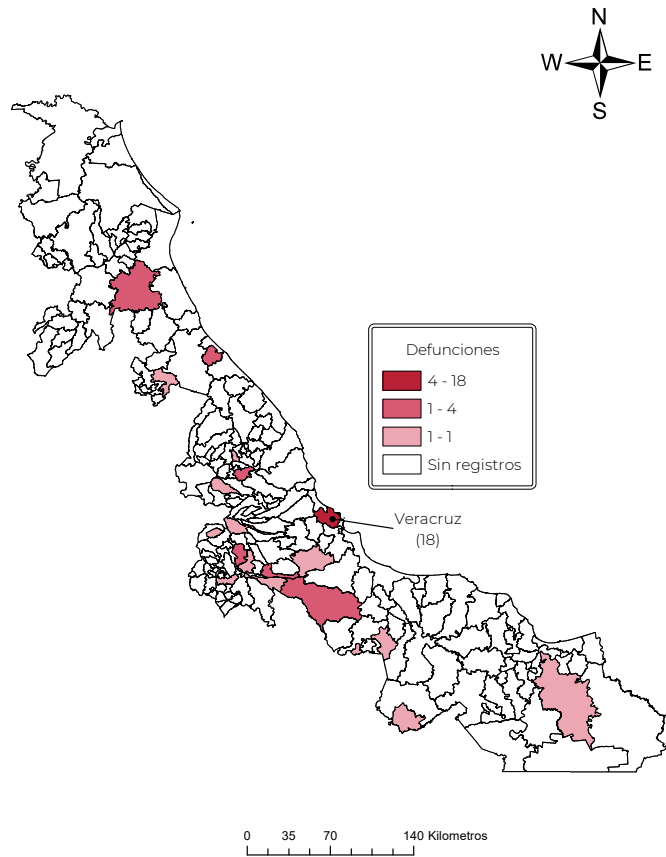 N
W E
S
Defunciones
4 - 18
1 - 4
1 - 1
Sin registros
Veracruz
(18)
0 35 70 140 Kilometros